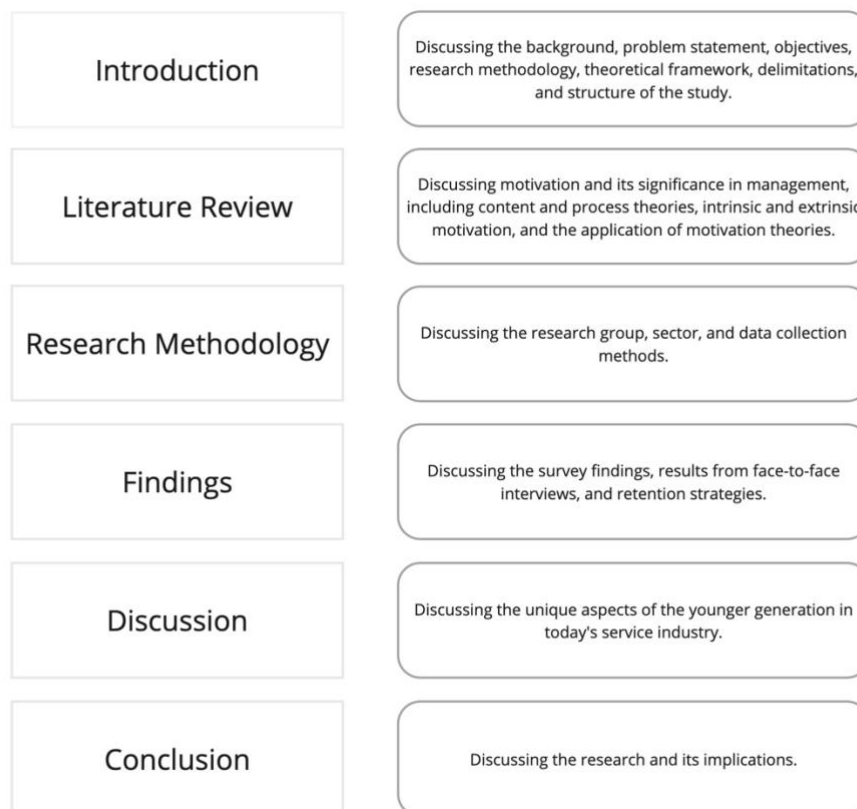 Introduction
Discussing the background, problem statement, objectives,
research methodology, theoretical framework, delimitations,
and structure of the study.
Literature Review
Discussing motivation and its significance in management,
including content and process theories, intrinsic and extrinsic
motivation, and the application of motivation theories.
Research Methodology
Discussing the research group, sector, and data collection
methods.
Findings
Discussing the survey findings, results from face-to-face
interviews, and retention strategies.
Discussion
Discussing the unique aspects of the younger generation in
today's service industry.
Conclusion
Discussing the research and its implications.